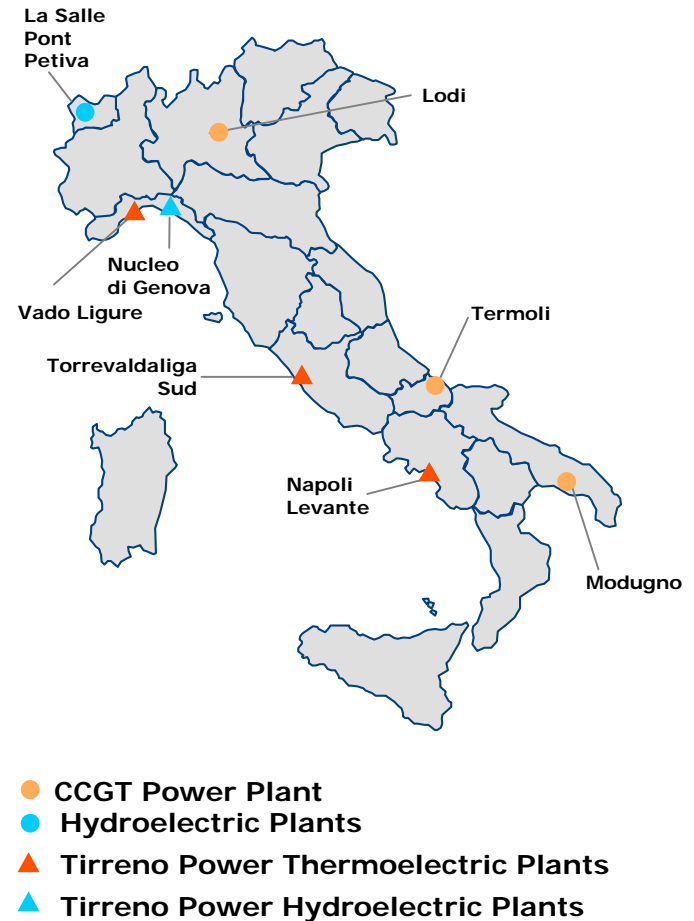 La Salle
Pont
Petiva
Lodi
Nucleo
di Genova
Vado Ligure
Termoli
Torrevaldaliga
Sud
Napoli
Levante
Modugno
CCGT Power Plant
Hydroelectric Plants
Tirreno Power Thermoelectric Plants
Tirreno Power Hydroelectric Plants